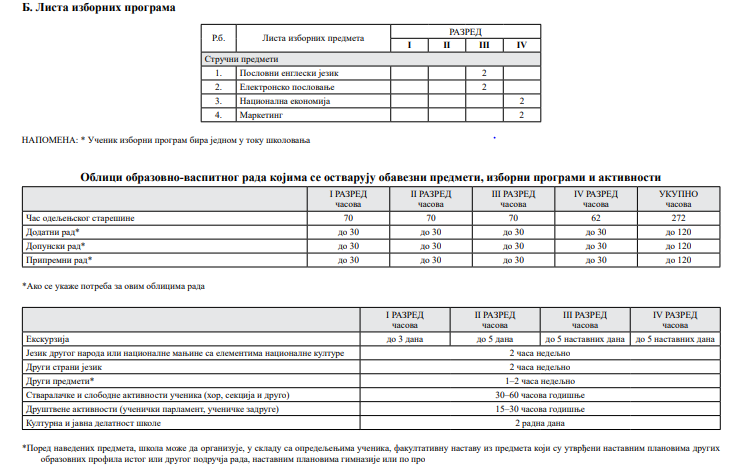 Б. Листа изборних програма
Р.б. Листа изборних предмета РАЗРЕД
I II III IV
Стручни предмети
1. Пословни енглески језик 2
2. Електронско пословање 2
3. Национална економија 2
4. Маркетинг 2
НАПОМЕНА: * Ученик изборни програм бира једном у току школовања
Облици образовно-васпитног рада којима се остварују обавезни предмети, изборни програми и активности
I РАЗРЕД II РАЗРЕД III РАЗРЕД IV РАЗРЕД УКУПНО
часова часова часова часова часова
Час одељењског старешине 70 70 70 62 272
Додатни рад* до 30 до 30 до 30 до 30 до 120
Допунски рад* до 30 до 30 до 30 до 30 до 120
Припремни рад* до 30 до 30 до 30 до 30 до 120
*Ако се укаже потреба за овим облицима рада
I РАЗРЕД II РАЗРЕД III РАЗРЕД IV РАЗРЕД
часова часова часова часова
Екскурзија до 3 дана до 5 дана до 5 наставних дана до 5 наставних дана
Језик другог народа или националне мањине са елементима националне културе 2 часа недељно
Други страни језик 2 часа недељно
Други предмети* 1–2 часа недељно
Стваралачке и слободне активности ученика (хор, секција и друго) 30–60 часова годишње
Друштвене активности (ученички парламент, ученичке задруге) 15–30 часова годишње
Културна и јавна делатност школе 2 радна дана
*Поред наведених предмета, школа може да организује, у складу са опредељењима ученика, факултативну наставу из предмета који су утврђени наставним плановима других
образовних профила истог или другог подручја рада, наставним плановима гимназије или по про